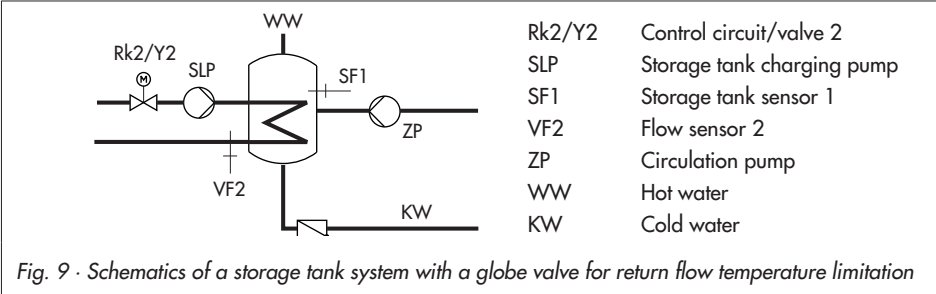 WW
Rk2/Y2
M
SLP
SF1
ZP
VF2
KW
Rk2/Y2 Control circuit/valve 2
SLP Storage tank charging pump
SF1 Storage tank sensor 1
VF2 Flow sensor 2
ZP Circulation pump
WW Hot water
KW Cold water
Fig. 9 · Schematics of a storage tank system with a globe valve for return flow temperature limitation